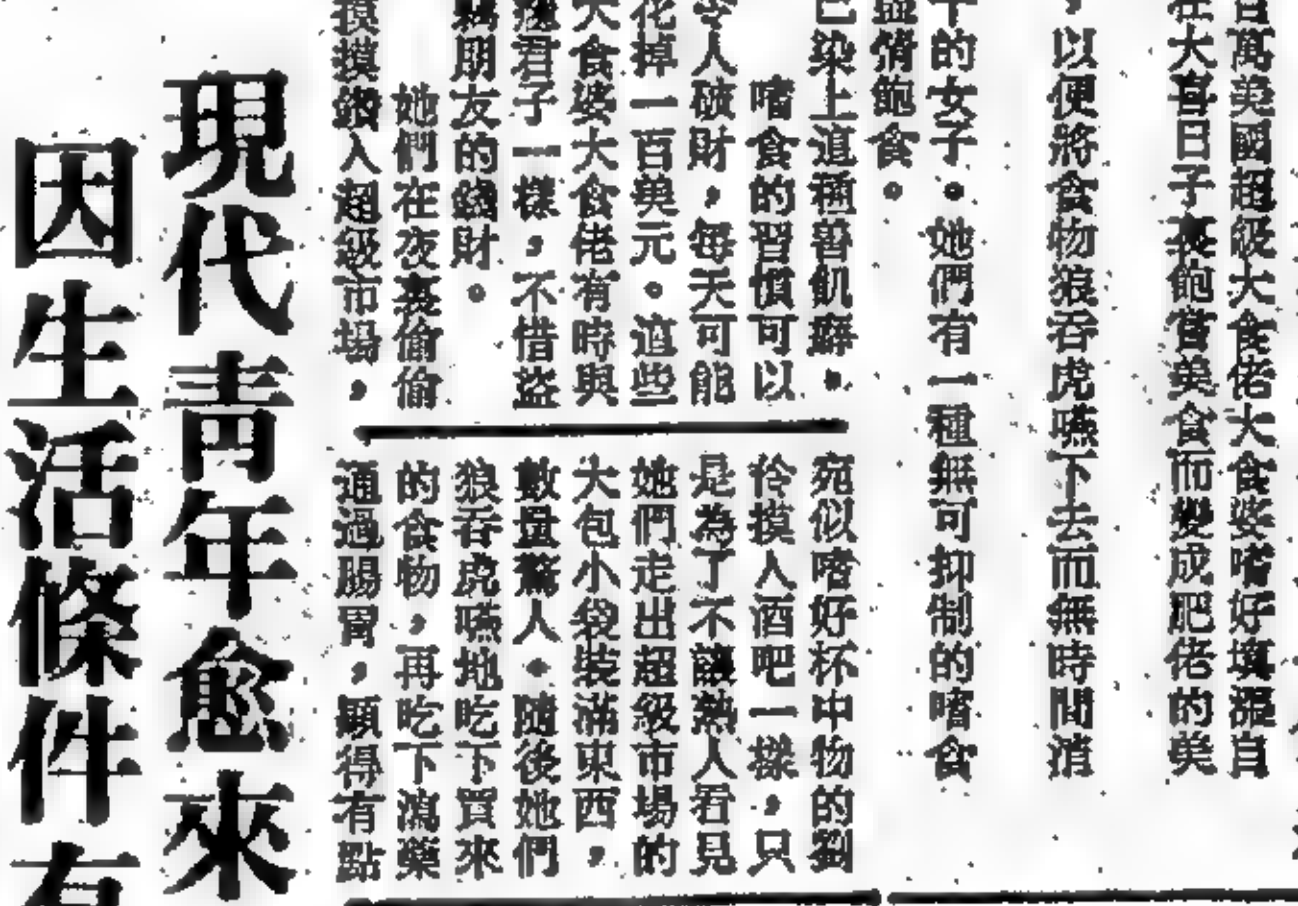 百萬美國超級大食佬大食婆嗜好填溫自
在大喜日子裏飽嘗美食而變成肥佬的美
，以便將食物狼吞虎嚥下去而無時間消
下的女子。她們有一種無可抑制的嗜食
情飽食。
已染上這種善飢癖。
嗜食的習慣可以
令人破財，每天可能
花掉一百美元。這些
大食婆大食佬有時與
癮君子一樣，不惜盜
竊朋友的錢財。
她們在夜裏偷偷
摸摸潛入超級市場，
宛似嗜好杯中物的劉
伶摸入酒吧一樣，只
是為了不讓熟人看見
她們走出超級市場的
大包小袋裝滿東西，
數量驚人。隨後她們
狼吞虎嚥地吃下買來
的食物，再吃下瀉藥
通過腸胃，顯得有點
現代青年愈來
因生活條件有